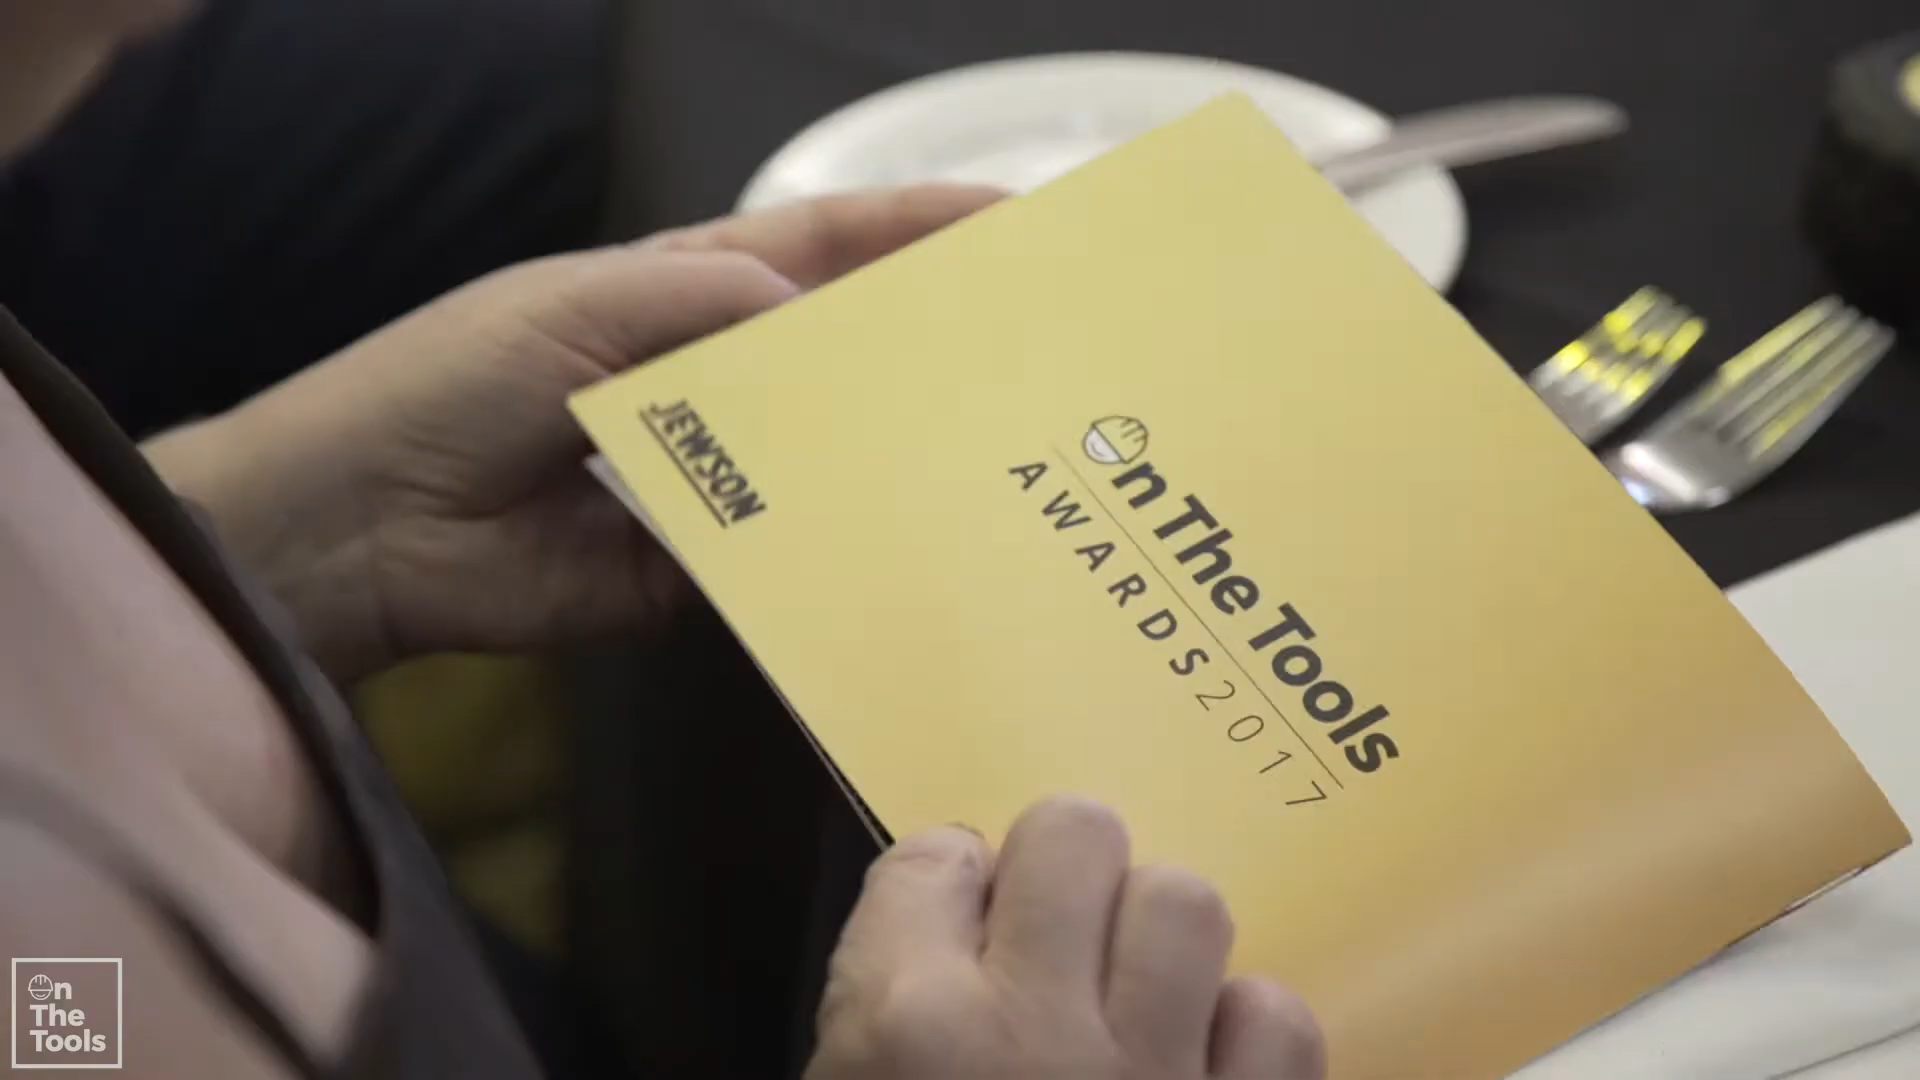 JEWSON
On The Tools
AWARDS 2017
On
The
Tools